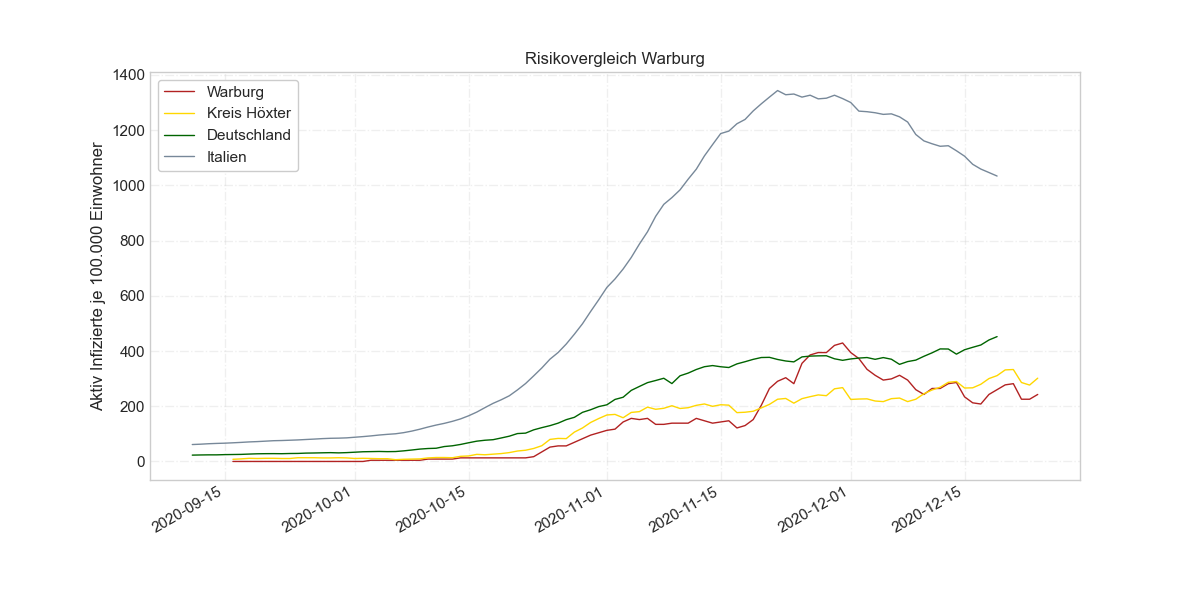 Risikovergleich Warburg
Aktiv Infizierte je 100.000 Einwohner
1400
1200
1000
800
600
400
200
0
Warburg
Kreis Höxter
Deutschland
Italien
2020-09-15
2020-10-01
2020-10-15
2020-11-01
2020-11-15
2020-12-01
2020-12-15